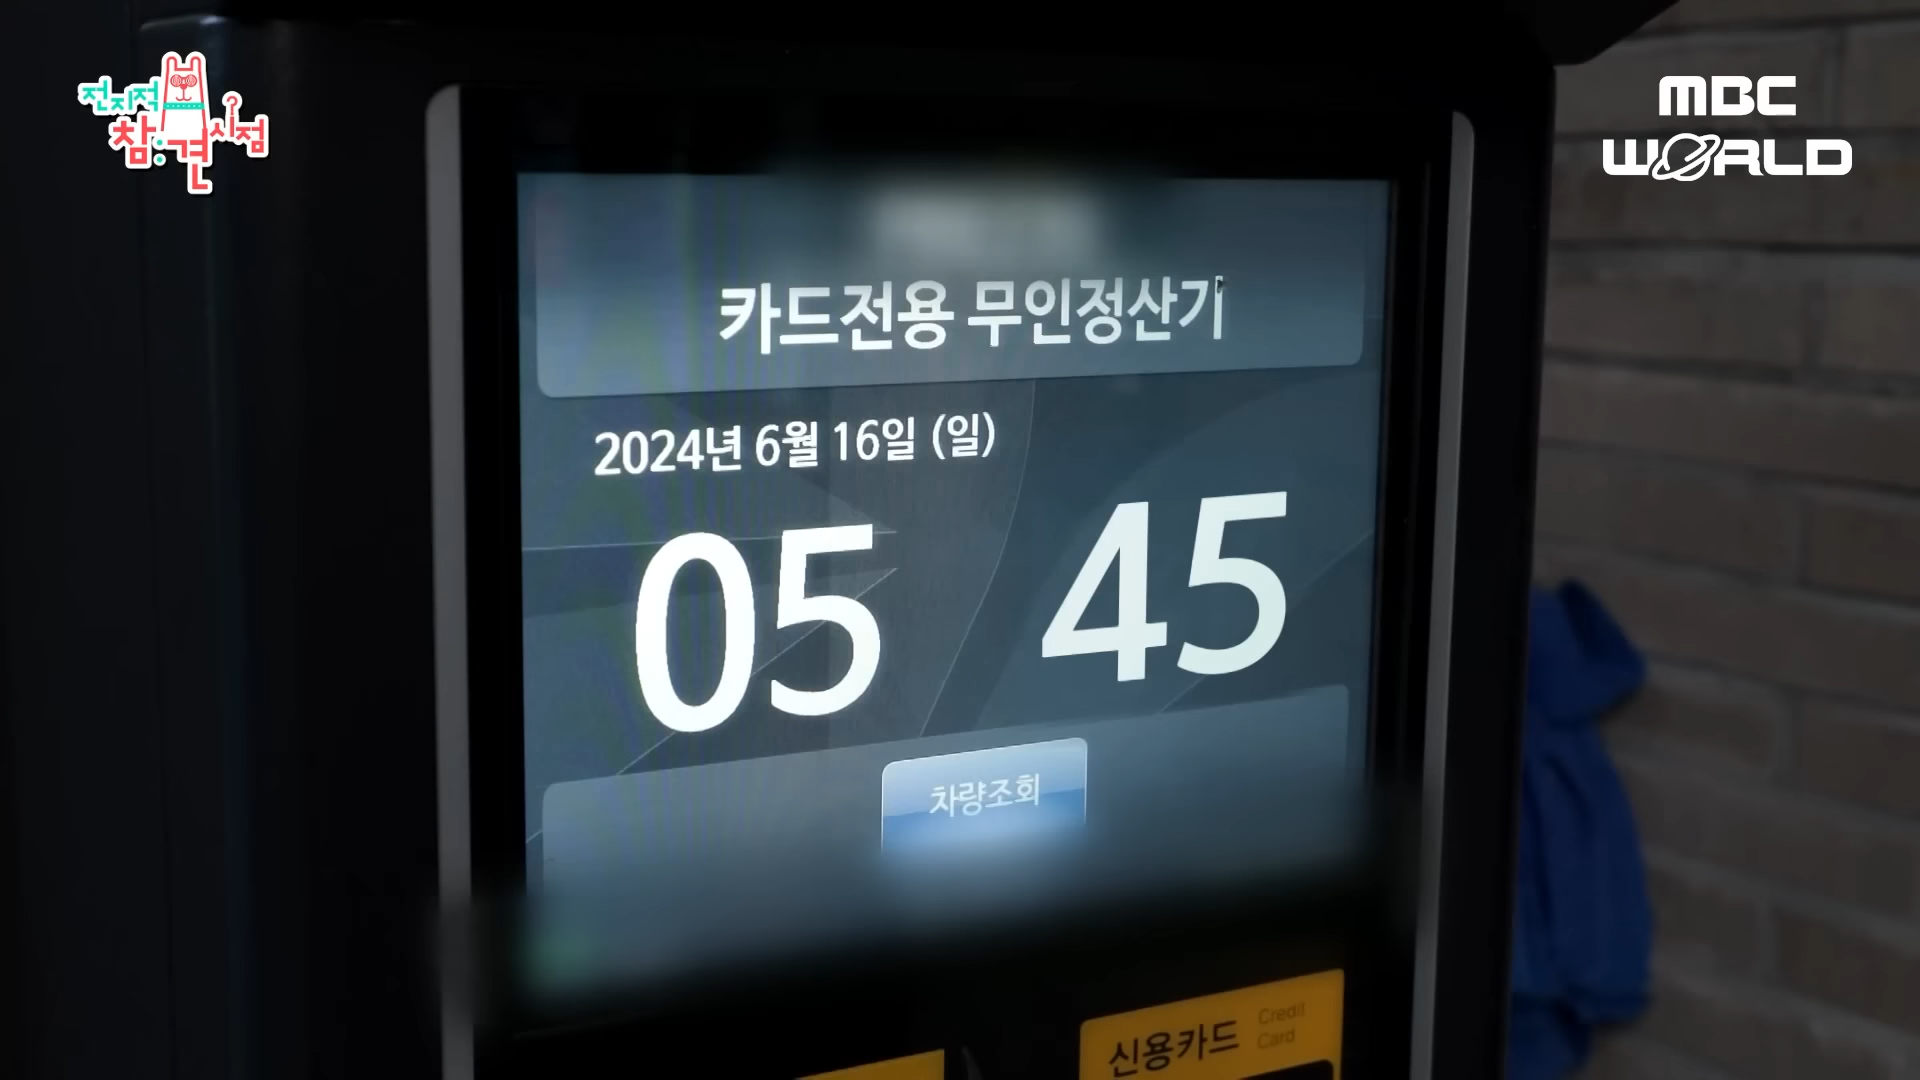 전지적
참견
시점
MBC
WORLD
카드전용 무인정산기
2024년 6월 16일 (일)
05 45
차량조회
신용카드
Credit
Card